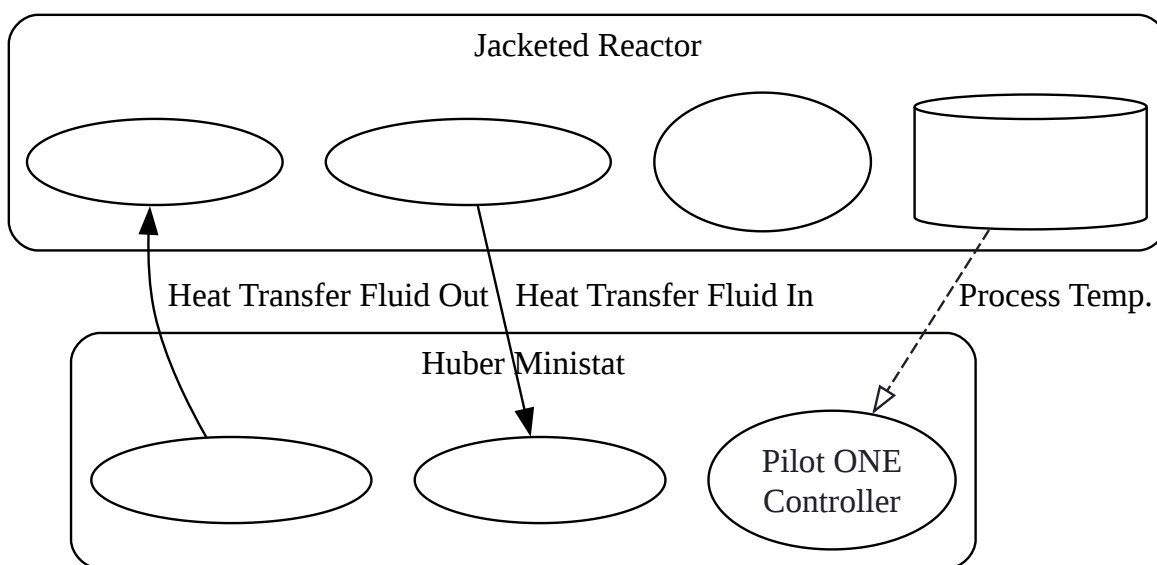 Jacketed Reactor
Heat Transfer Fluid Out
Heat Transfer Fluid In
Process Temp.
Huber Ministat
Pilot ONE
Controller